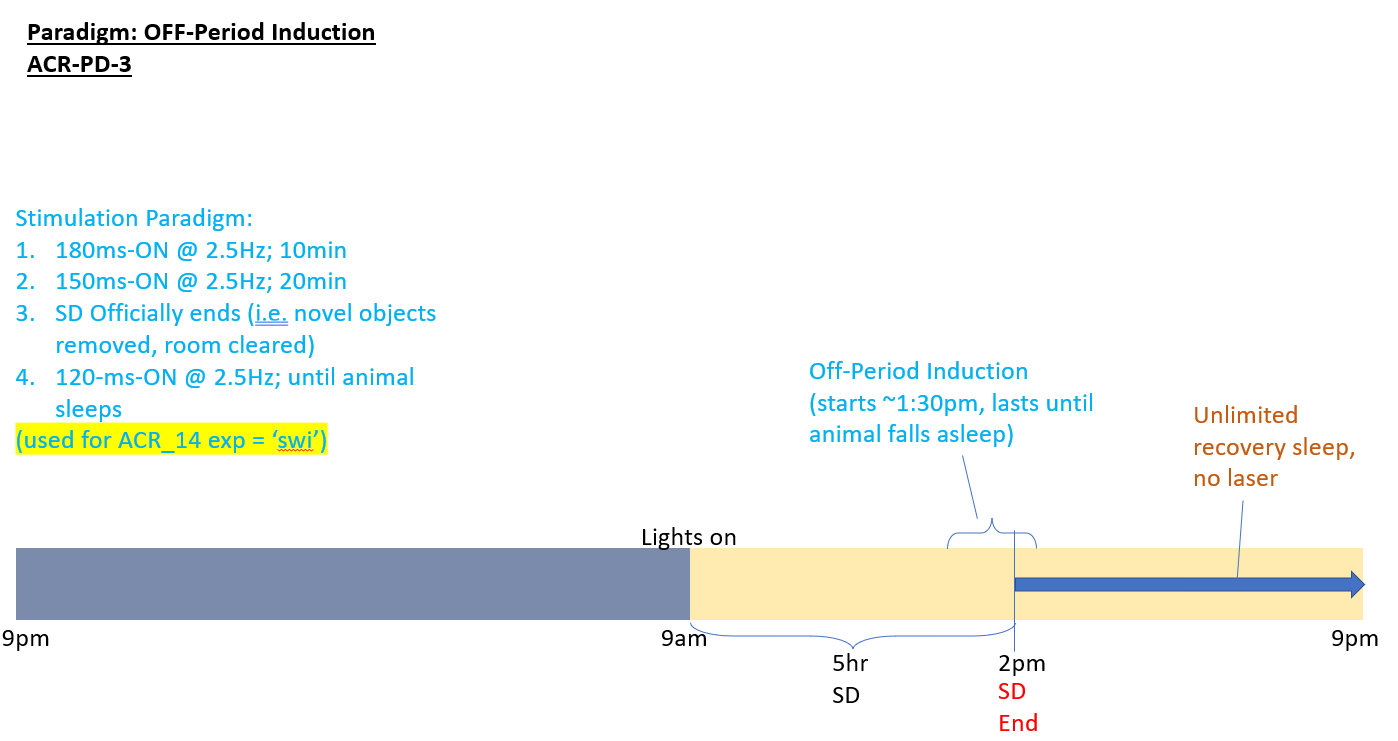 Paradigm: OFF-Period Induction
ACR-PD-3
Stimulation Paradigm:
1. 180ms-ON @ 2.5Hz; 10min
2. 150ms-ON @ 2.5Hz; 20min
3. SD Officially ends (i.e. novel objects
removed, room cleared)
4. 120-ms-ON @ 2.5Hz; until animal
sleeps
(used for ACR_14 exp = ‘swi’)
Off-Period Induction
(starts ~1:30pm, lasts until
animal falls asleep)
Unlimited
recovery sleep,
no laser
Lights on
9pm
9am
9pm
5hr
SD
2pm
SD
End